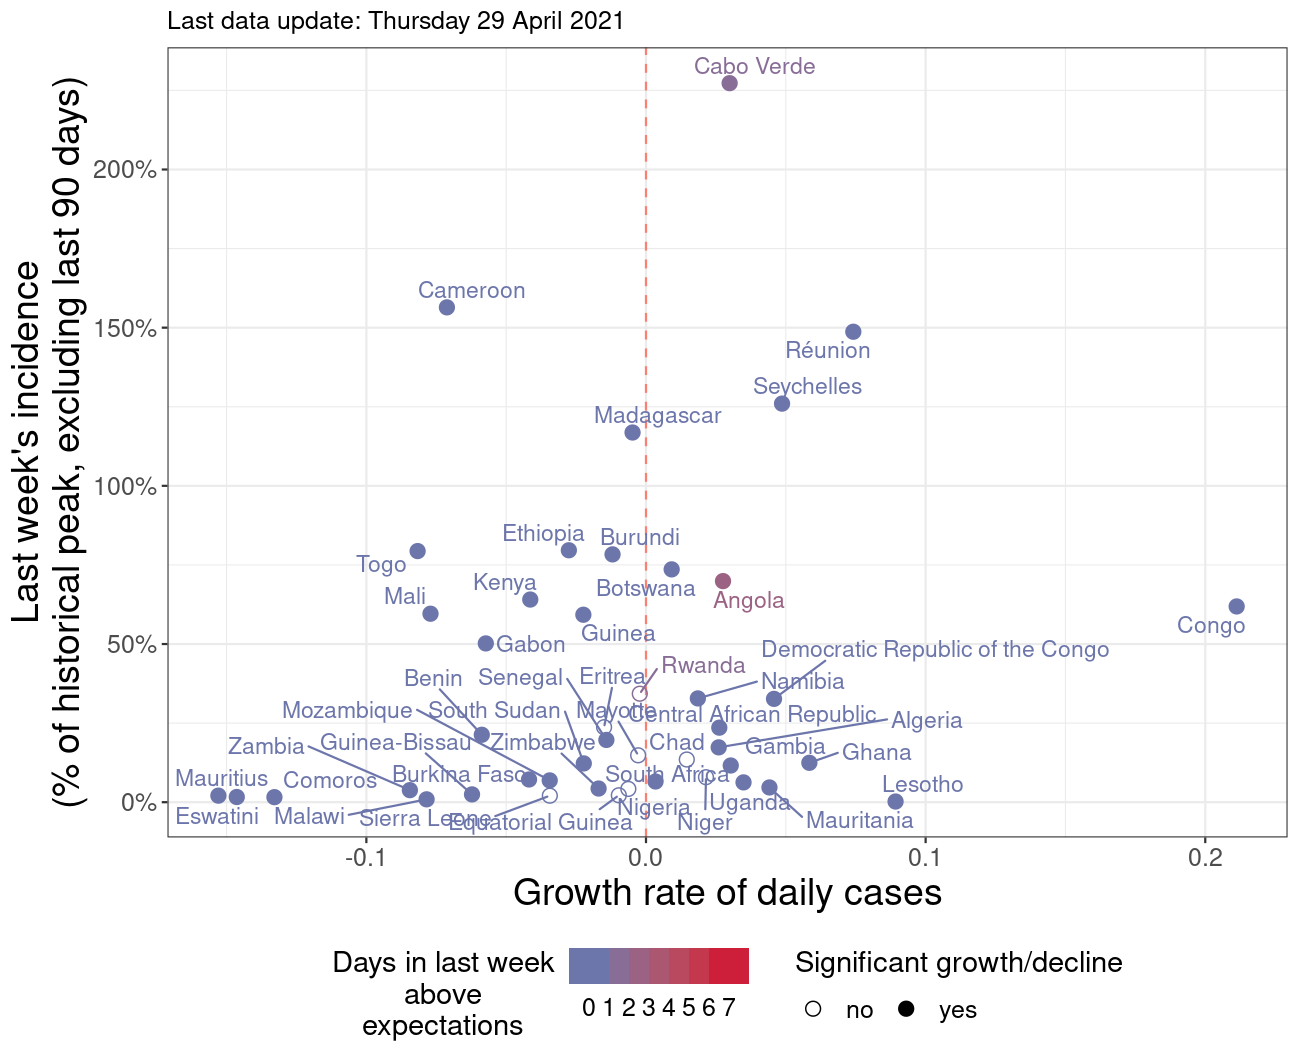 Last data update: Thursday 29 April 2021
Last week's incidence
(% of historical peak, excluding last 90 days)
200%
150%
100%
50%
0%
Cabo Verde
Cameroon
Réunion
Seychelles
Madagascar
Ethiopia
Burundi
Togo
Kenya
Botswana
Mali
Angola
Guinea
Congo
Gabon
Democratic Republic of the Congo
Rwanda
Benin
Senegal
Eritrea
Namibia
Mozambique
South Sudan
Mayotte
Central African Republic
Algeria
Zambia
Guinea-Bissau
Zimbabwe
Chad
Gambia
Ghana
Mauritius
Comoros
Burkina Faso
South Africa
Lesotho
Eswatini
Malawi
Sierra Leone
Equatorial Guinea
Nigeria
Uganda
Niger
Mauritania
-0.1
0.0
0.1
0.2
Growth rate of daily cases
Days in last week
above
expectations
0 1 2 3 4 5 6 7
Significant growth/decline
no
yes